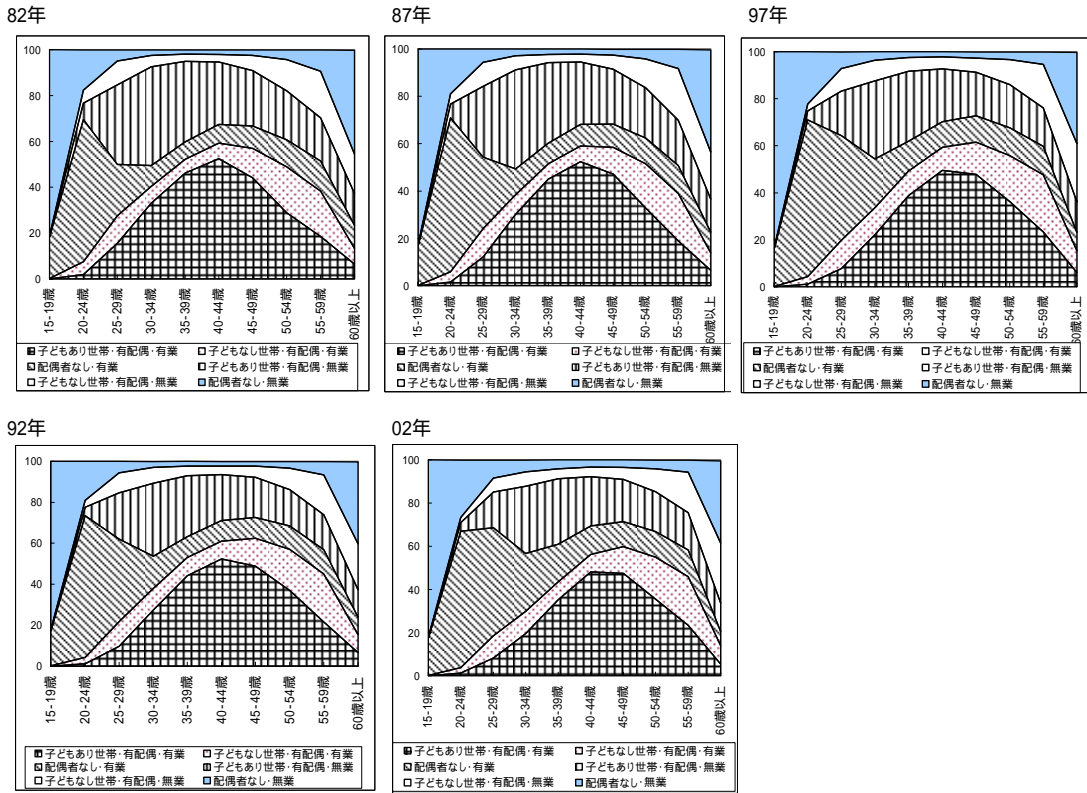 82年
100
80
60
40
20
0
15-19歳
20-24歳
25-29歳
30-34歳
35-39歳
40-44歳
45-49歳
50-54歳
55-59歳
60歳以上
子どもあり世帯・有配偶・有業 子どもなし世帯・有配偶・有業
配偶者なし・有業 子どもあり世帯・有配偶・無業
子どもなし世帯・有配偶・無業 配偶者なし・無業
87年
100
80
60
40
20
0
15-19歳
20-24歳
25-29歳
30-34歳
35-39歳
40-44歳
45-49歳
50-54歳
55-59歳
60歳以上
子どもあり世帯・有配偶・有業 子どもなし世帯・有配偶・有業
配偶者なし・有業 子どもあり世帯・有配偶・無業
子どもなし世帯・有配偶・無業 配偶者なし・無業
97年
100
80
60
40
20
0
15-19歳
20-24歳
25-29歳
30-34歳
35-39歳
40-44歳
45-49歳
50-54歳
55-59歳
60歳以上
子どもあり世帯・有配偶・有業 子どもなし世帯・有配偶・有業
配偶者なし・有業 子どもあり世帯・有配偶・無業
子どもなし世帯・有配偶・無業 配偶者なし・無業
92年
100
80
60
40
20
0
15-19歳
20-24歳
25-29歳
30-34歳
35-39歳
40-44歳
45-49歳
50-54歳
55-59歳
60歳以上
子どもあり世帯・有配偶・有業 子どもなし世帯・有配偶・有業
配偶者なし・有業 子どもあり世帯・有配偶・無業
子どもなし世帯・有配偶・無業 配偶者なし・無業
02年
100
80
60
40
20
0
15-19歳
20-24歳
25-29歳
30-34歳
35-39歳
40-44歳
45-49歳
50-54歳
55-59歳
60歳以上
子どもあり世帯・有配偶・有業 子どもなし世帯・有配偶・有業
配偶者なし・有業 子どもあり世帯・有配偶・無業
子どもなし世帯・有配偶・無業 配偶者なし・無業